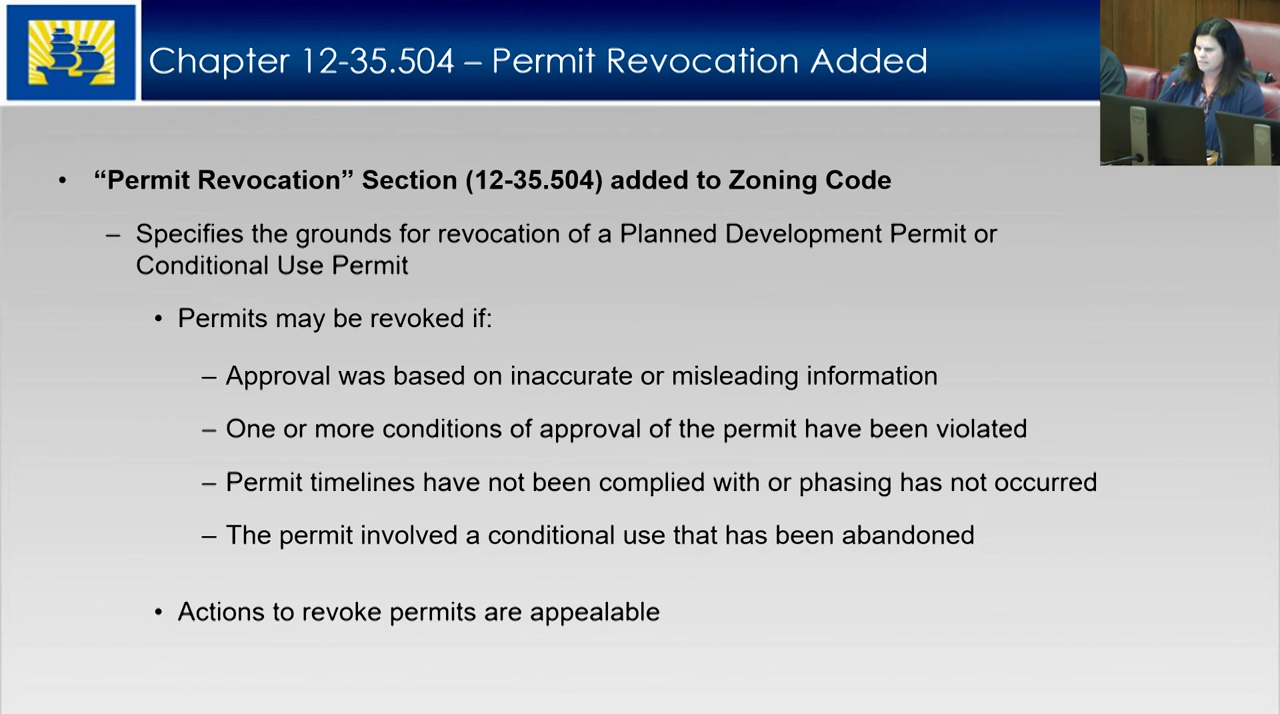 Chapter 12-35.504 – Permit Revocation Added
• “Permit Revocation” Section (12-35.504) added to Zoning Code
– Specifies the grounds for revocation of a Planned Development Permit or
Conditional Use Permit
• Permits may be revoked if:
– Approval was based on inaccurate or misleading information
– One or more conditions of approval of the permit have been violated
– Permit timelines have not been complied with or phasing has not occurred
– The permit involved a conditional use that has been abandoned
• Actions to revoke permits are appealable